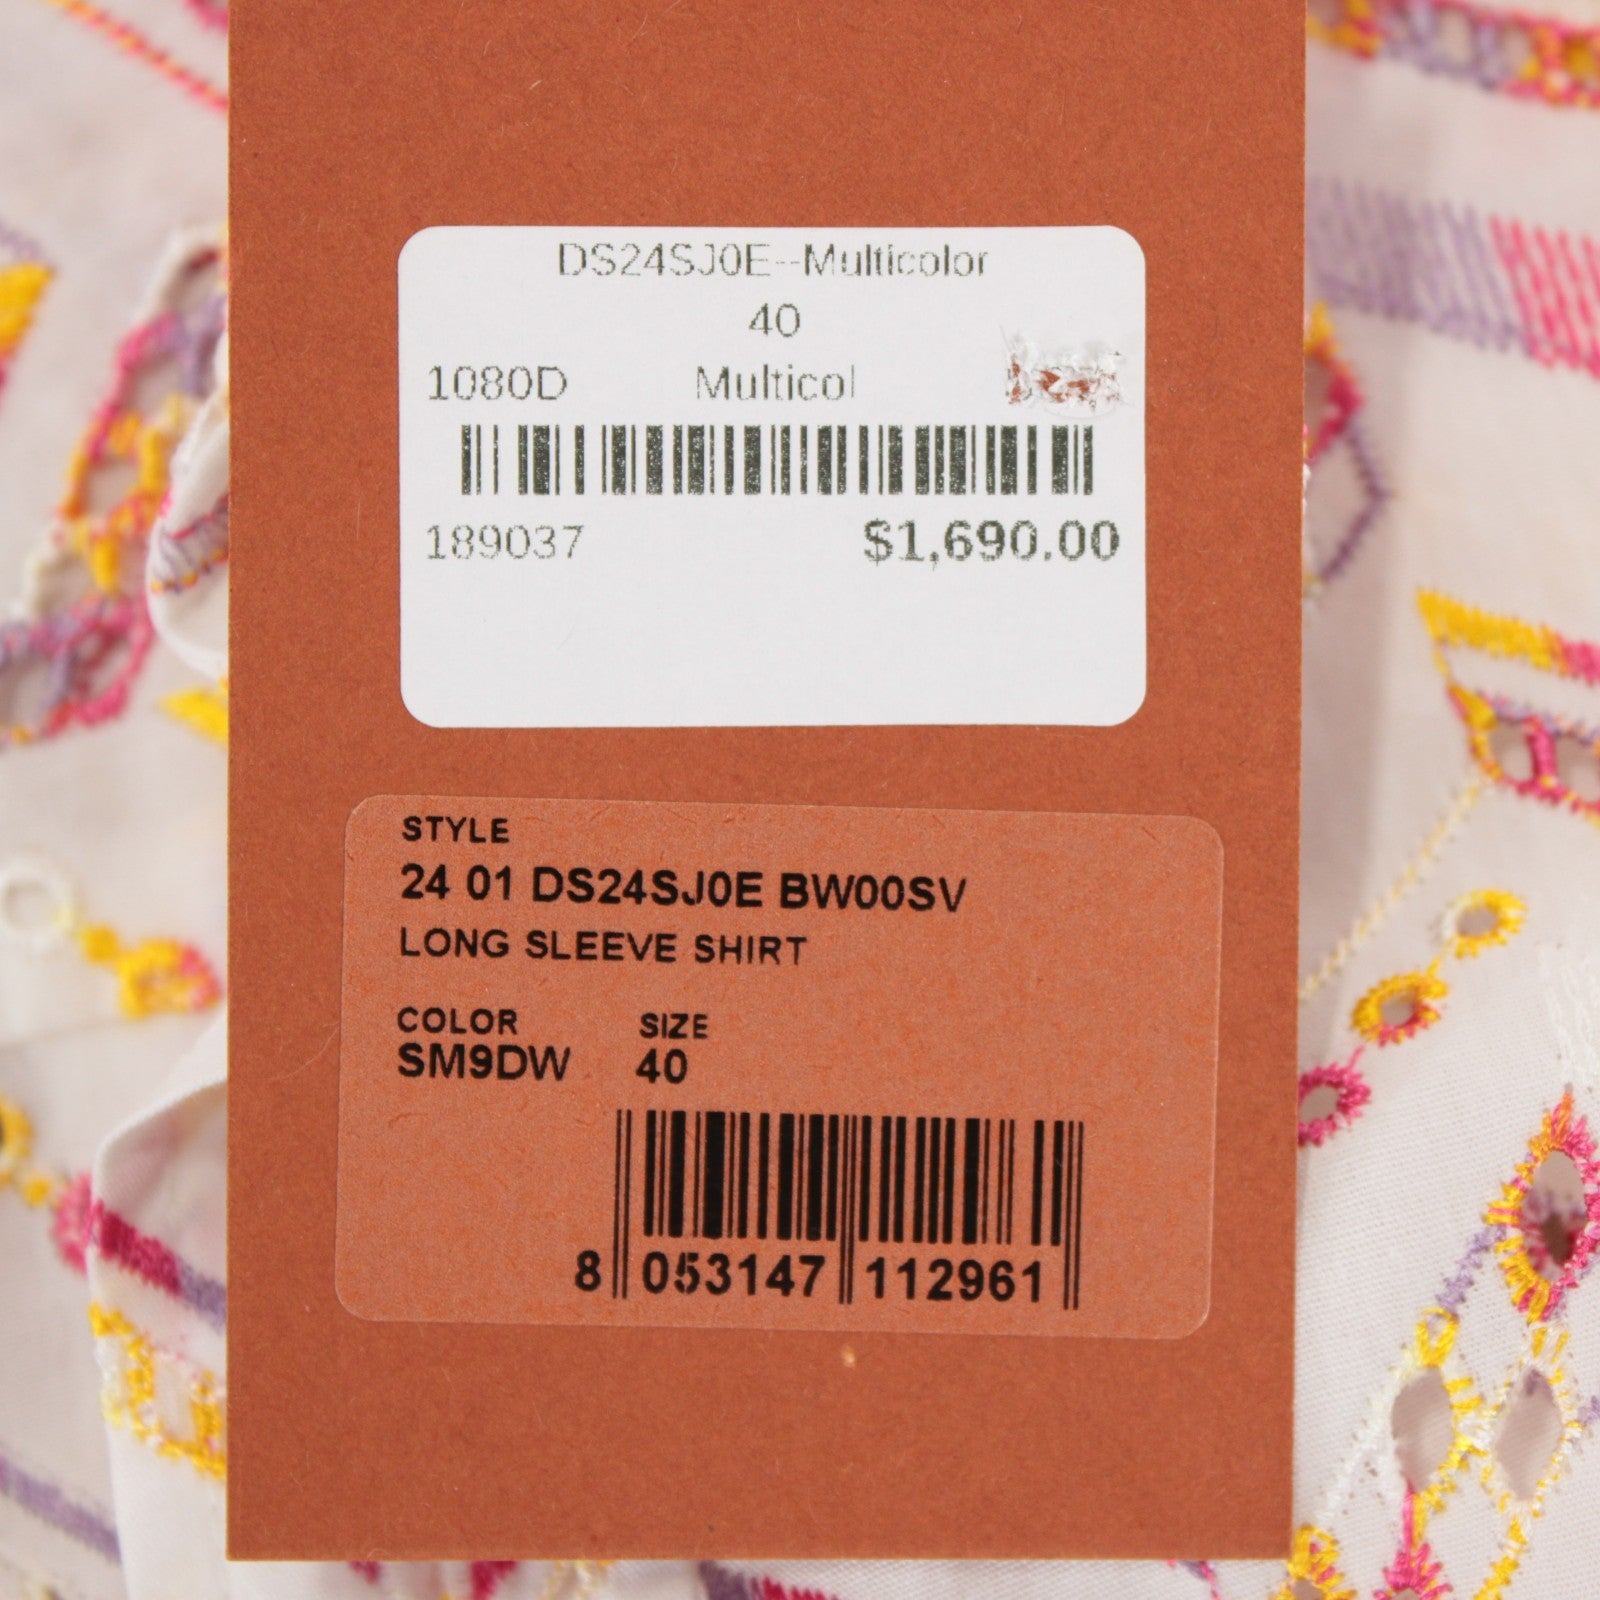 DS24SJ0E--Multicolor
40
1080D Multicol
189037 $1,690.00
STYLE
24 01 DS24SJ0E BW00SV
LONG SLEEVE SHIRT
COLOR SIZE
SM9DW 40
8 053147 112961